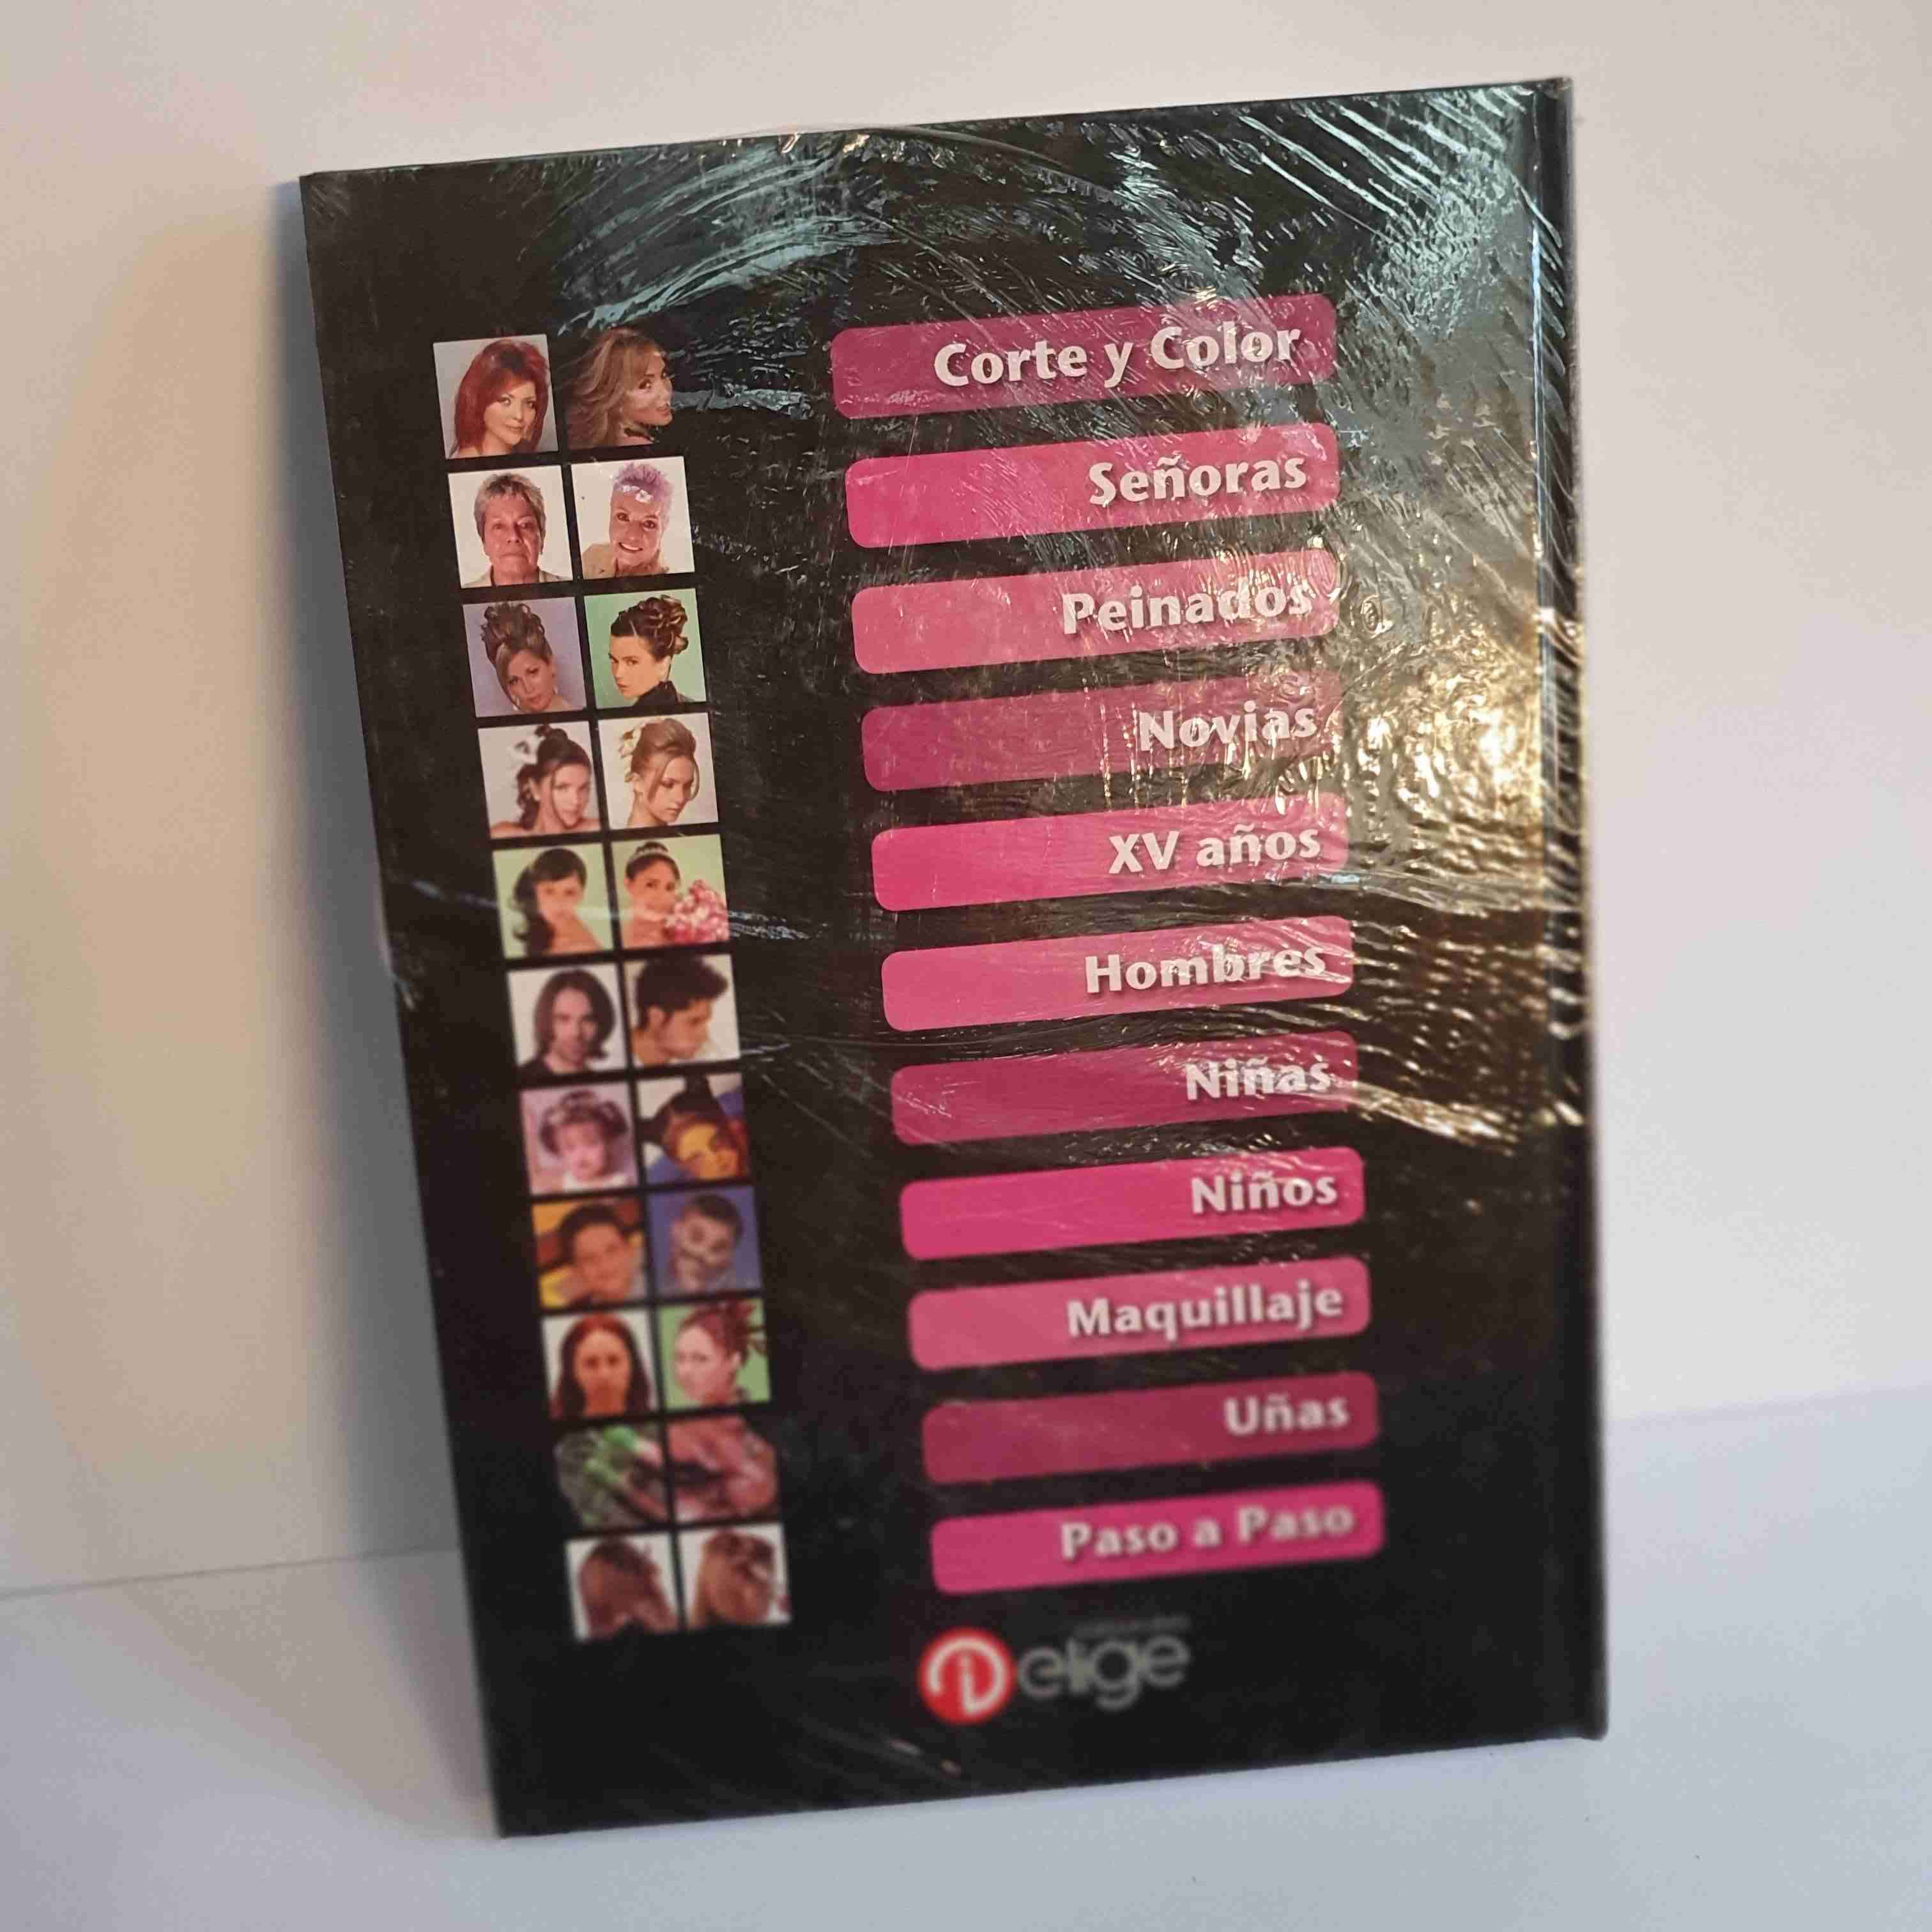 Corte y Color
Señoras
Peinados
Novias
XV años
Hombres
Niñas
Niños
Maquillaje
Uñas
Paso a Paso
elige